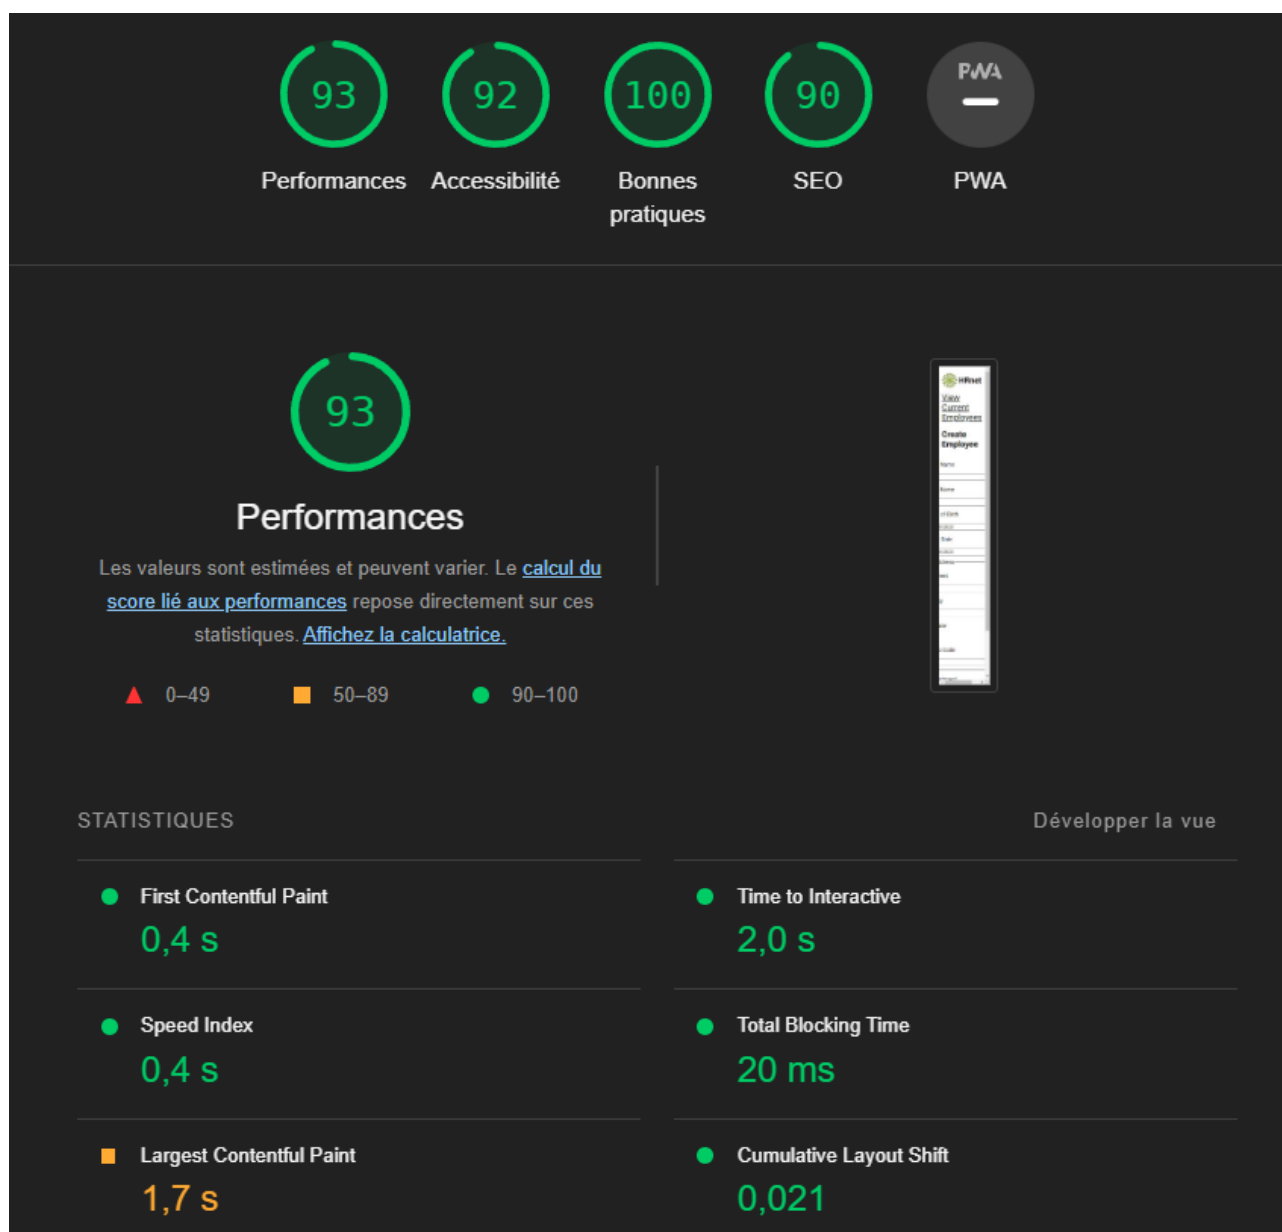 93
92
100
90
PWA
Performances
Accessibilité
Bonnes
pratiques
SEO
PWA
93
Performances
Les valeurs sont estimées et peuvent varier. Le calcul du
score lié aux performances repose directement sur ces
statistiques. Affichez la calculatrice.
0–49
50–89
90–100
HRnet
View
Current
Employees
Create
Employee
Name
Name
STATISTIQUES
Développer la vue
First Contentful Paint
0,4 s
Time to Interactive
2,0 s
Speed Index
0,4 s
Total Blocking Time
20 ms
Largest Contentful Paint
1,7 s
Cumulative Layout Shift
0,021